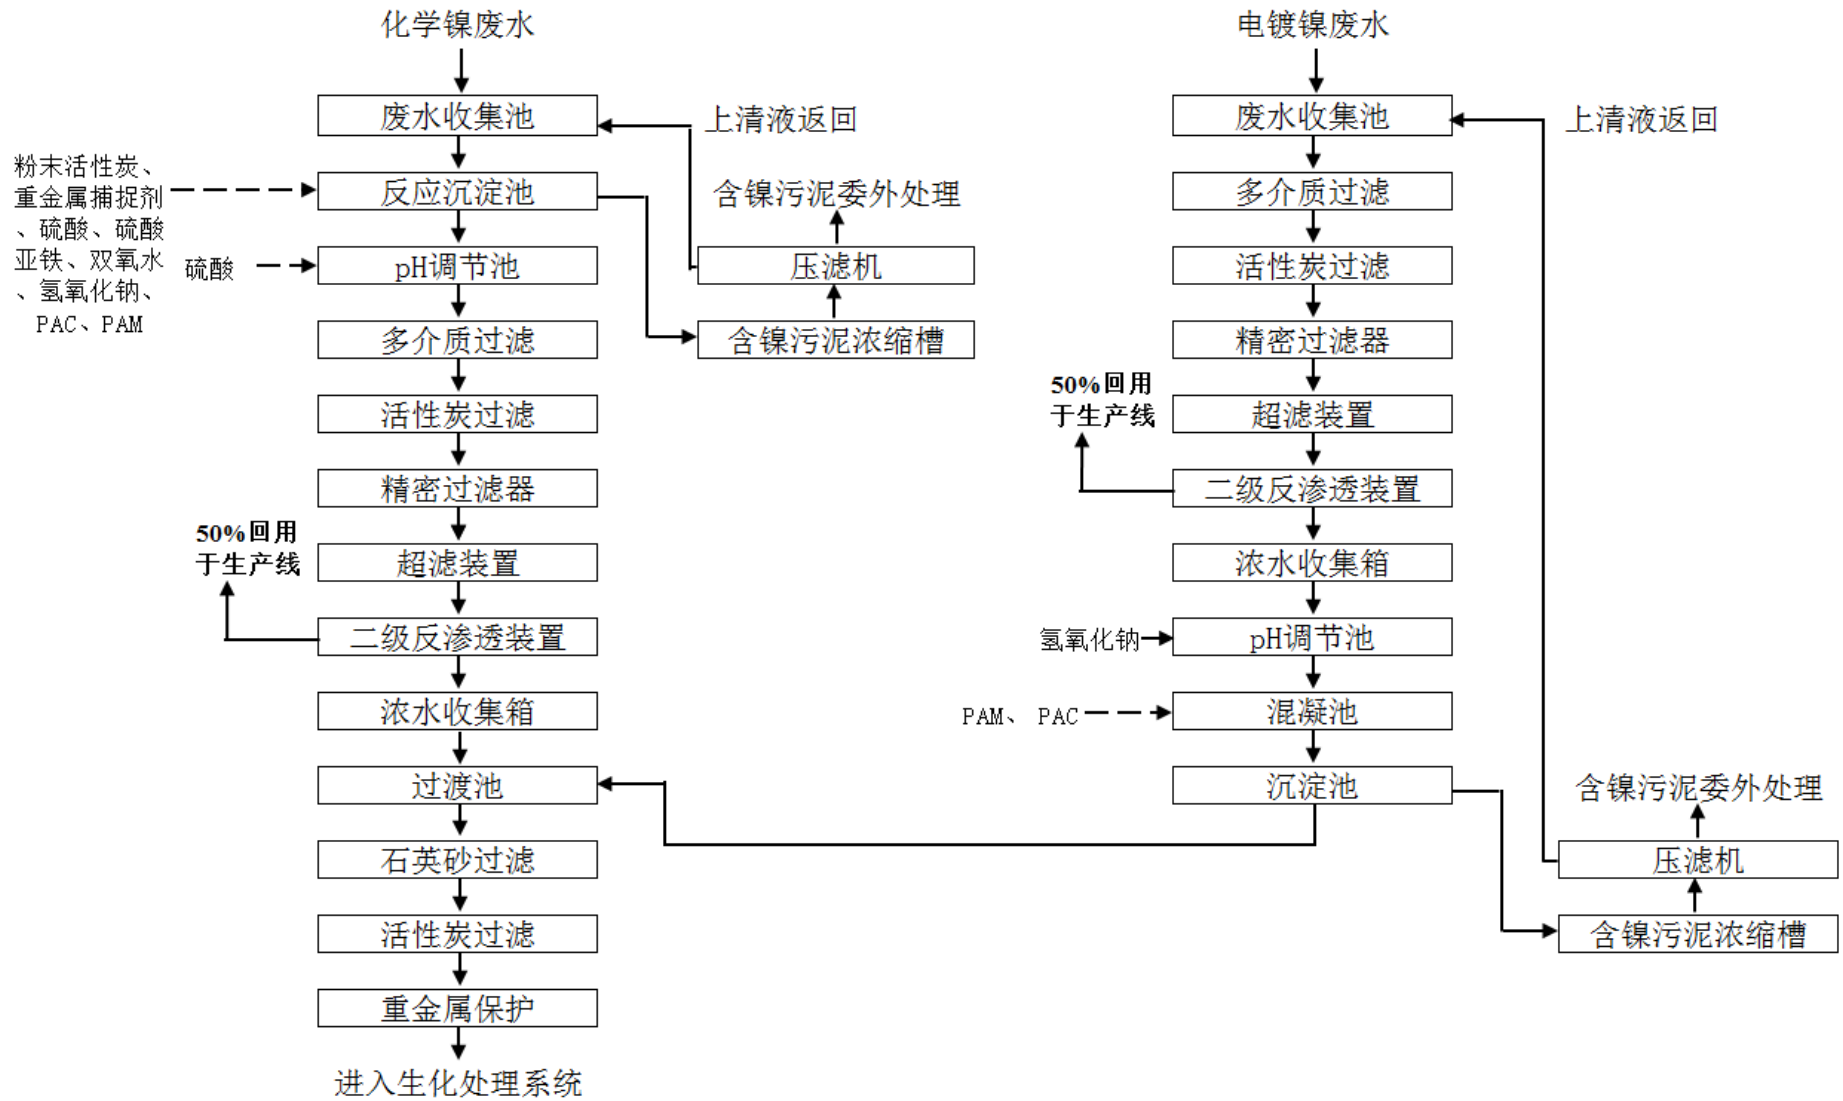 化学镍废水
废水收集池
上清液返回
粉末活性炭、
重金属捕捉剂
、硫酸、硫酸
亚铁、双氧水
、氢氧化钠、
PAC、PAM
反应沉淀池
含镍污泥委外处理
硫酸
pH调节池
压滤机
多介质过滤
含镍污泥浓缩槽
活性炭过滤
精密过滤器
50%回用
于生产线
超滤装置
二级反渗透装置
浓水收集箱
过渡池
石英砂过滤
活性炭过滤
重金属保护
进入生化处理系统
电镀镍废水
废水收集池
上清液返回
多介质过滤
活性炭过滤
精密过滤器
50%回用
于生产线
超滤装置
二级反渗透装置
浓水收集箱
氢氧化钠
pH调节池
PAM、 PAC
混凝池
沉淀池
含镍污泥委外处理
压滤机
含镍污泥浓缩槽